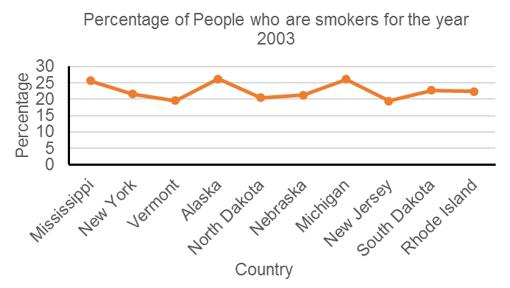 Percentage of People who are smokers for the year
2003
Percentage
30
25
20
15
10
5
0
Mississippi
New York
Vermont
Alaska
North Dakota
Nebraska
Michigan
New Jersey
South Dakota
Rhode Island
Country